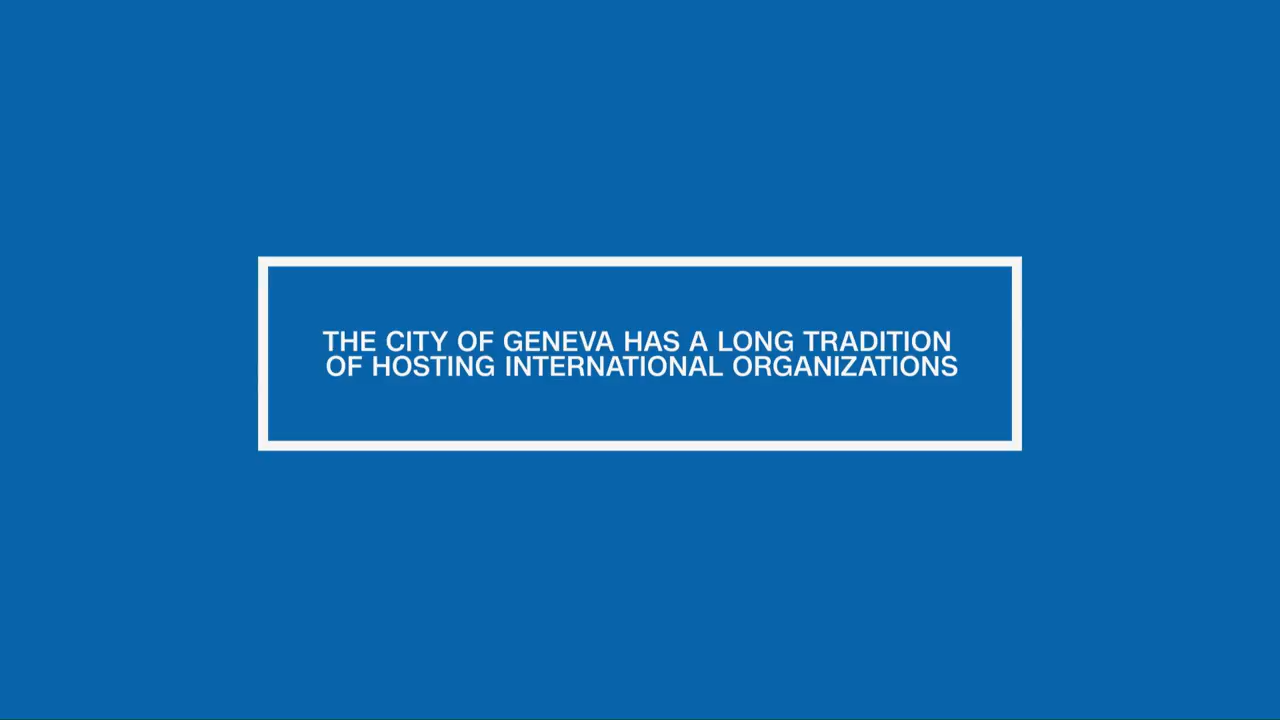 THE CITY OF GENEVA HAS A LONG TRADITION
OF HOSTING INTERNATIONAL ORGANIZATIONS